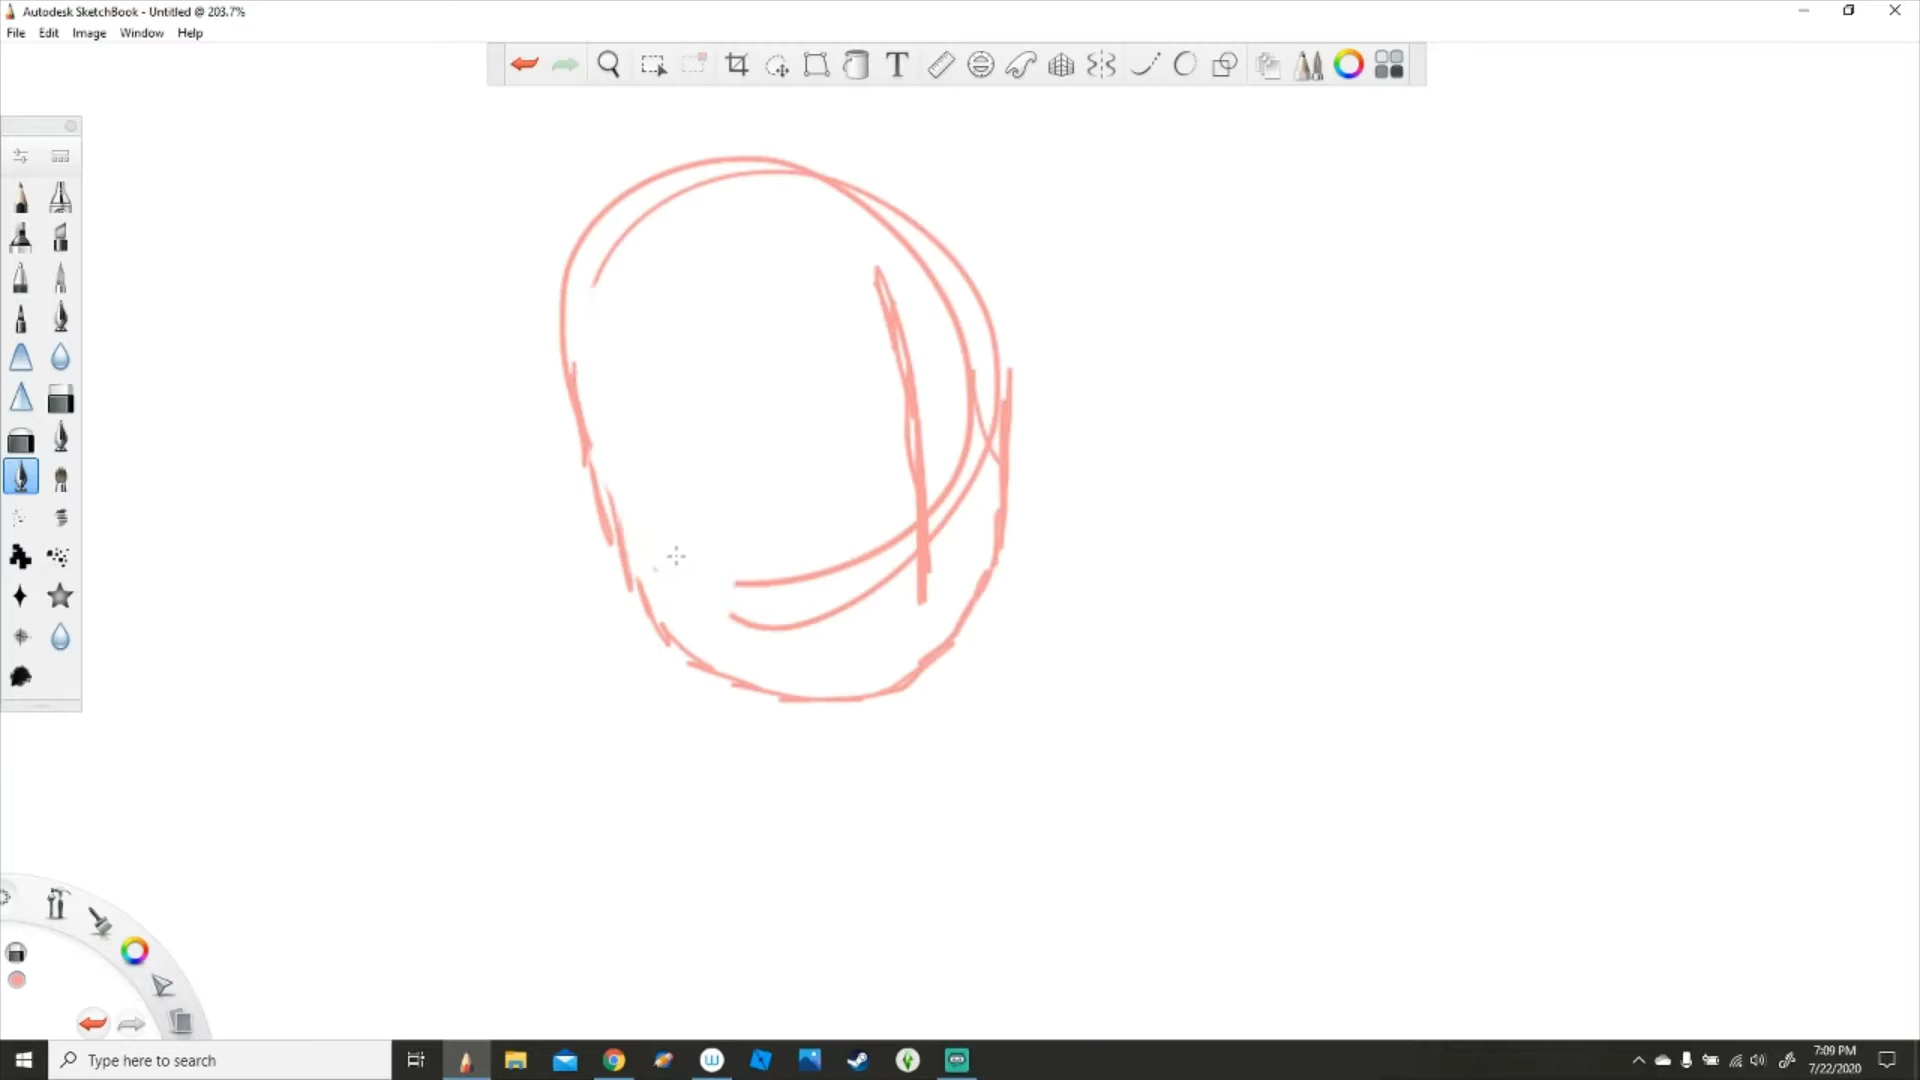 Autodesk SketchBook - Untitled @ 203.7%
File Edit Image Window Help
T
Type here to search
7:09 PM
7/22/2020